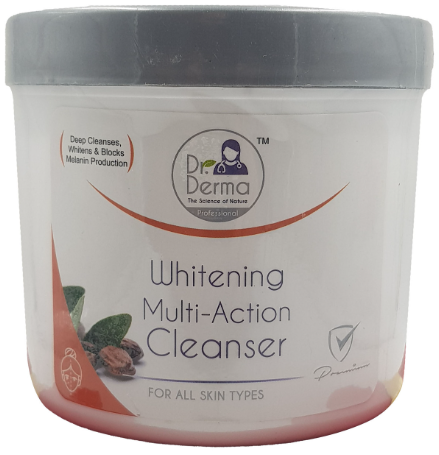 Deep Cleanses,
Whitens & Blocks
Melanin Production
TM
Dr.
Derma
The Science of Nature
Professional
Whitening
Multi-Action
Cleanser
FOR ALL SKIN TYPES
Premium